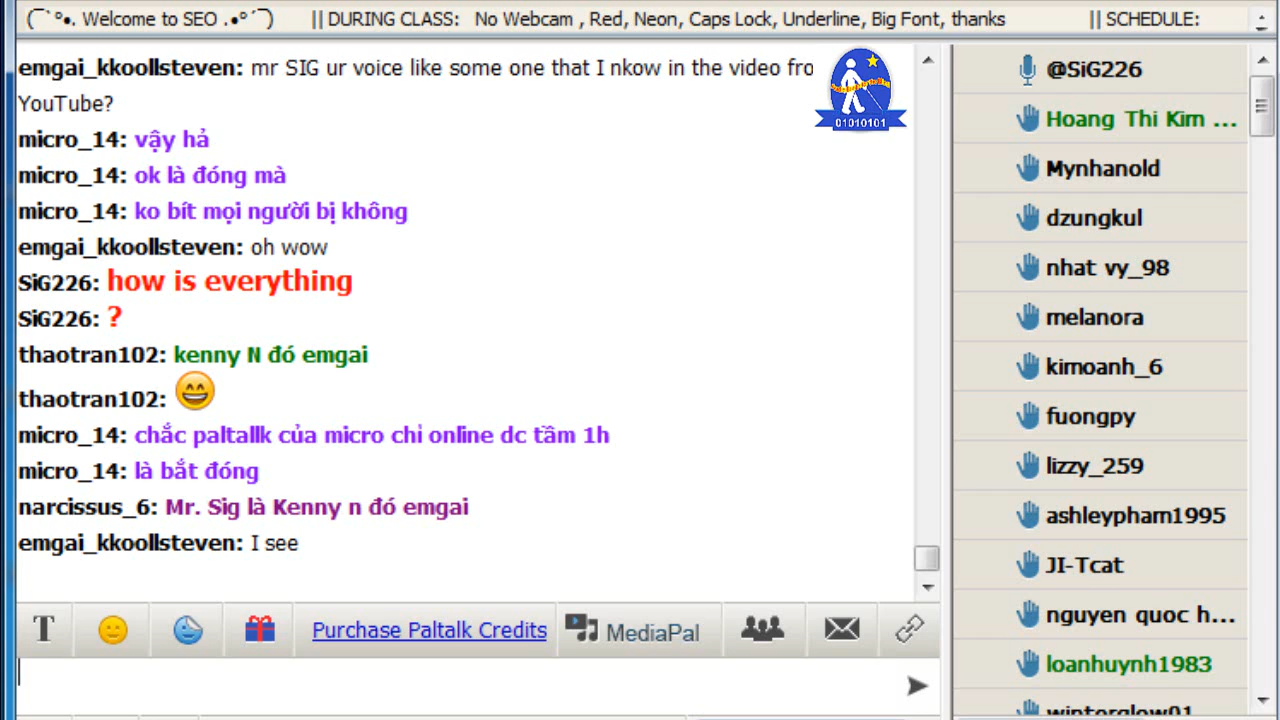 (¯`°•. Welcome to SEO .•°´¯) || DURING CLASS: No Webcam , Red, Neon, Caps Lock, Underline, Big Font, thanks || SCHEDULE:
emgai_kkoollsteven: mr SIG ur voice like some one that I nkow in the video fro
YouTube?
micro_14: vậy hả
micro_14: ok là đóng mà
micro_14: ko bít mọi người bị không
emgai_kkoollsteven: oh wow
SiG226: how is everything
SiG226: ?
thaotran102: kenny N đó emgai
thaotran102:
micro_14: chắc paltallk của micro chỉ online dc tầm 1h
micro_14: là bắt đóng
narcissus_6: Mr. Sig là Kenny n đó emgai
emgai_kkoollsteven: I see
01010101
T
Purchase Paltalk Credits
MediaPal
@SiG226
Hoang Thi Kim ...
Mynhanold
dzungkul
nhat vy_98
melanora
kimoanh_6
fuongpy
lizzy_259
ashleypham1995
JI-Tcat
nguyen quoc h...
loanhuynh1983
winterglow01